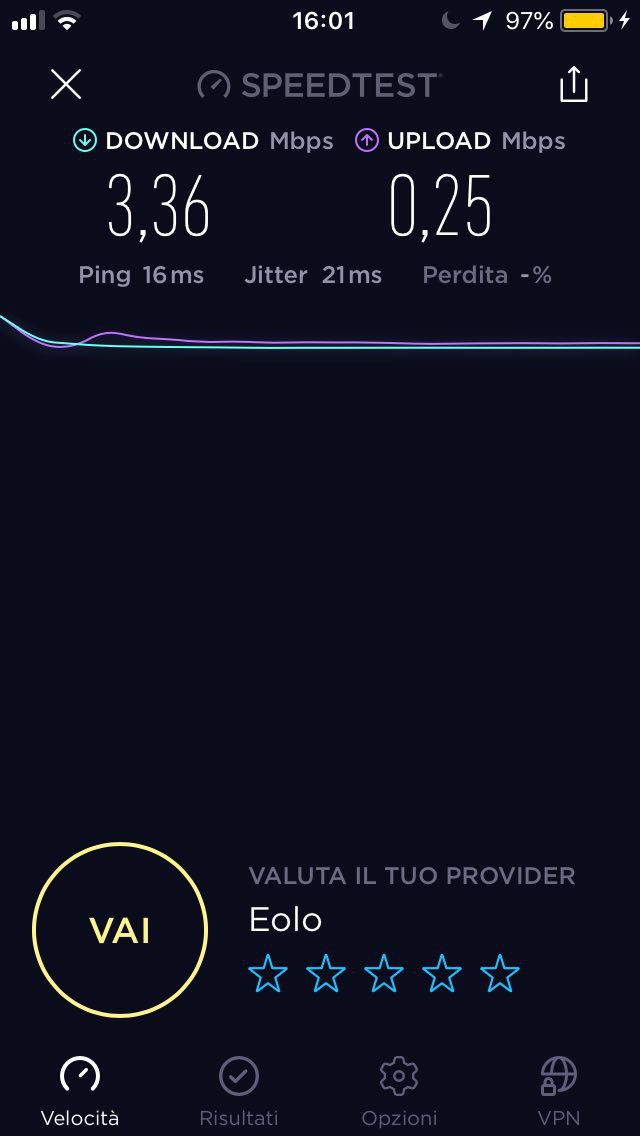 16:01 97%
SPEEDTEST
DOWNLOAD Mbps UPLOAD Mbps
3,36 0,25
Ping 16 ms Jitter 21 ms Perdita -%
VALUTA IL TUO PROVIDER
Eolo
VAI
Velocità Risultati Opzioni VPN